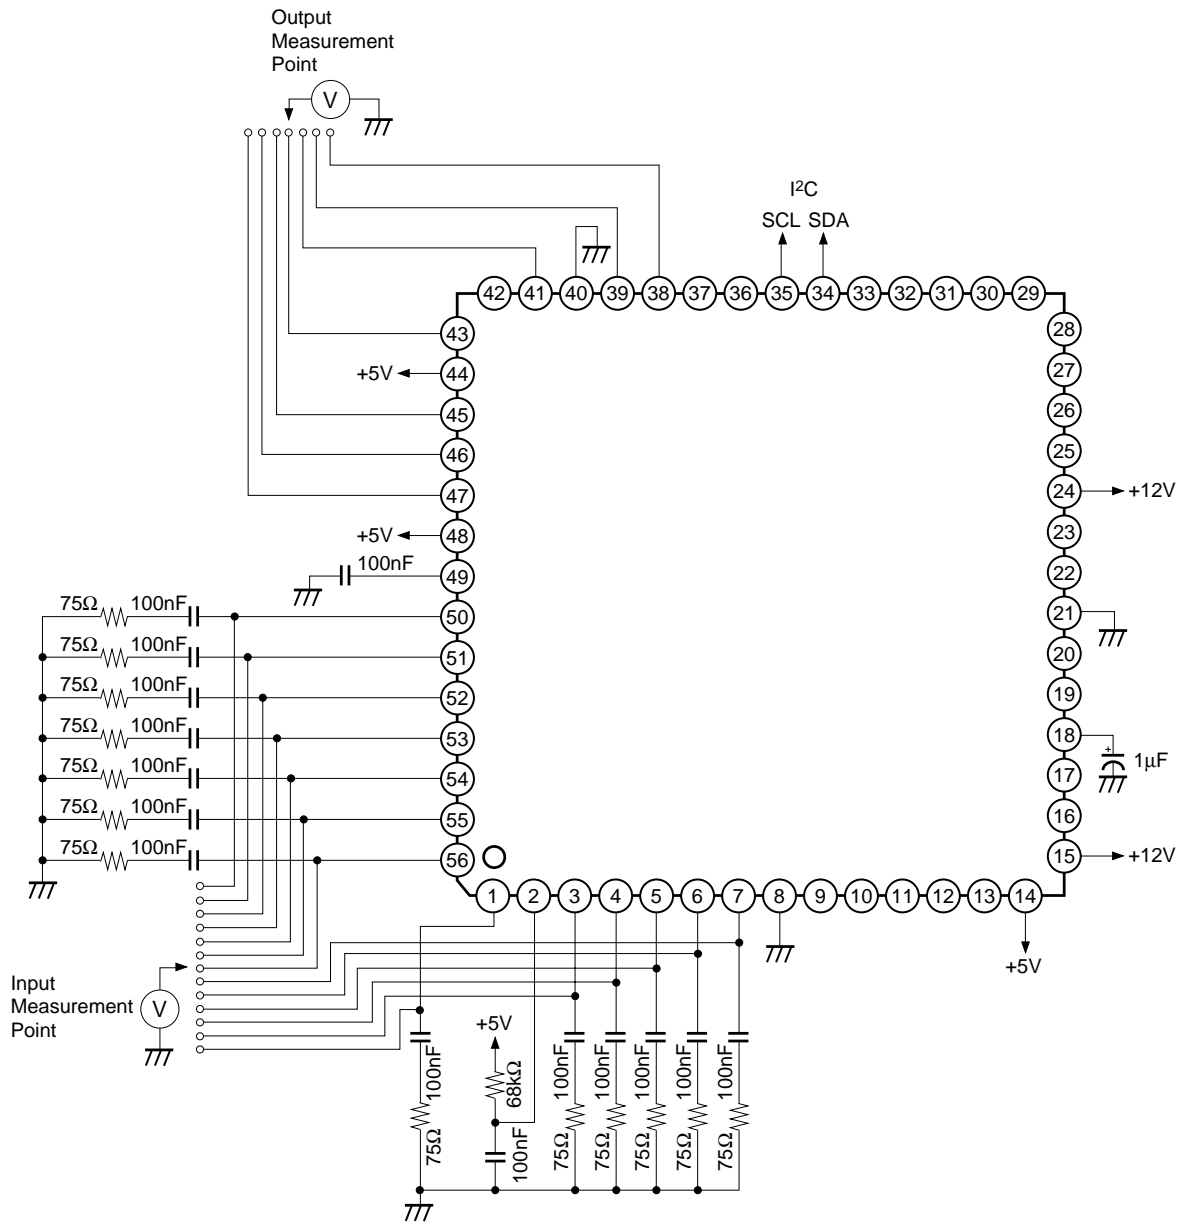 Output
Measurement
Point
V
I²C
SCL SDA
42 41 40 39 38 37 36 35 34 33 32 31 30 29
43
28
+5V 44
27
45
26
46
25
47
24 +12V
+5V 48
23
100nF 49
22
75Ω 100nF 50
21
75Ω 100nF 51
20
75Ω 100nF 52
19
75Ω 100nF 53
18
+ 1μF
75Ω 100nF 54
17
75Ω 100nF 55
16
75Ω 100nF 56
15 +12V
1 2 3 4 5 6 7 8 9 10 11 12 13 14
+5V
Input
Measurement
Point
V
+5V
100nF
75Ω
68kΩ
100nF
100nF
75Ω
100nF
75Ω
100nF
75Ω
100nF
75Ω
100nF
75Ω